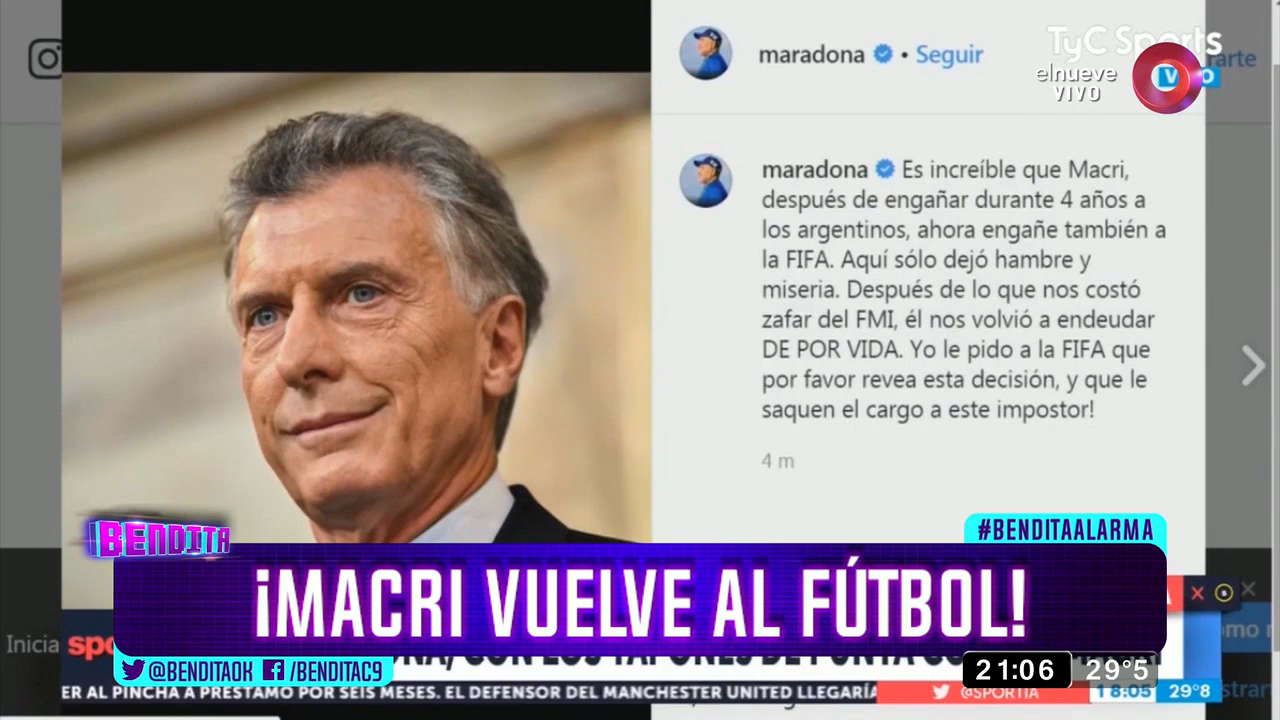 TyC Sports
elnueve
VIVO
maradona • Seguir
maradona Es increíble que Macri,
después de engañar durante 4 años a
los argentinos, ahora engañe también a
la FIFA. Aquí sólo dejó hambre y
miseria. Después de lo que nos costó
zafar del FMI, él nos volvió a endeudar
DE POR VIDA. Yo le pido a la FIFA que
por favor revea esta decisión, y que le
saquen el cargo a este impostor!
4 m
BENDITA
#BENDITAALARMA
¡MACRI VUELVE AL FÚTBOL!
Inicia
@BENDITAOK /BENDITAC9
21:06 29°5
ER AL PINCHA A PRÉSTAMO POR SEIS MESES. EL DEFENSOR DEL MANCHESTER UNITED LLEGARÍA
@SPORTIA
18:05 29°8